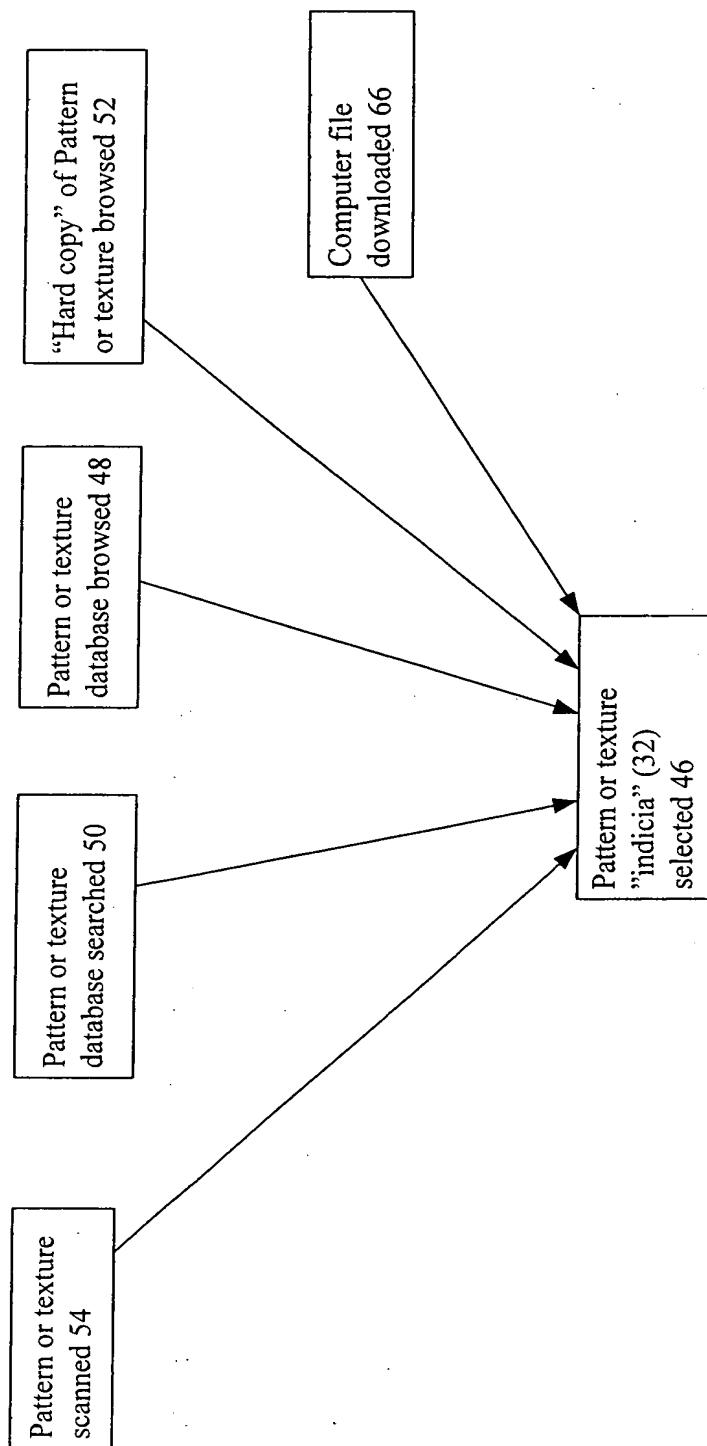 Pattern or texture
scanned 54
Pattern or texture
database searched 50
Pattern or texture
database browsed 48
“Hard copy” of Pattern
or texture browsed 52
Computer file
downloaded 66
Pattern or texture
”indicia” (32)
selected 46